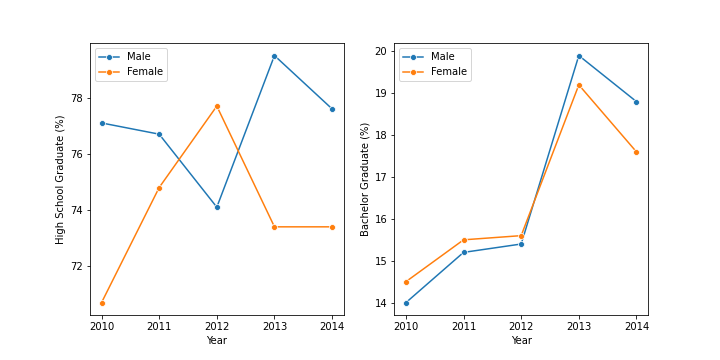 Male
Female
High School Graduate (%)
78
76
74
72
2010 2011 2012 2013 2014
Year
Male
Female
Bachelor Graduate (%)
20
19
18
17
16
15
14
2010 2011 2012 2013 2014
Year